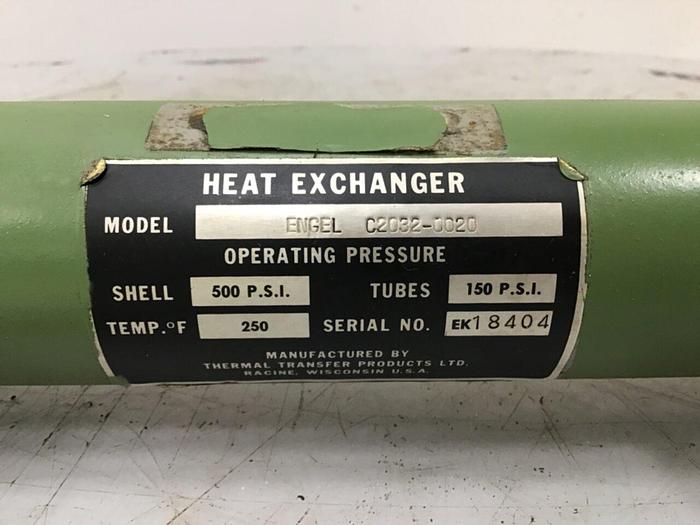 HEAT EXCHANGER
MODEL ENGEL C2032-0020
OPERATING PRESSURE
SHELL 500 P.S.I. TUBES 150 P.S.I.
TEMP.°F 250 SERIAL NO. EK18404
MANUFACTURED BY
THERMAL TRANSFER PRODUCTS LTD.
RACINE, WISCONSIN U.S.A.